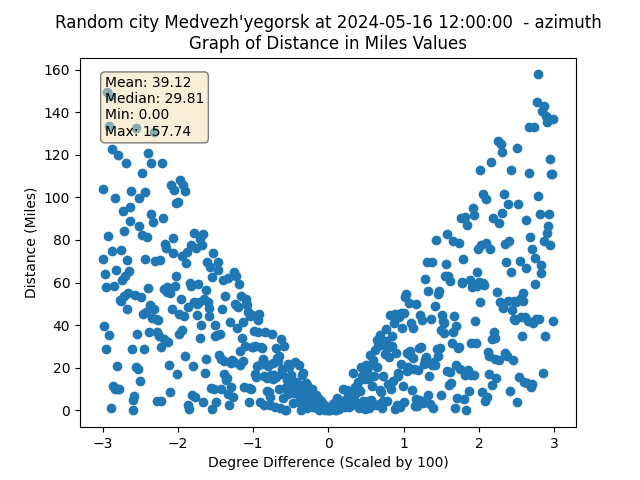 Random city Medvezh'yegorsk at 2024-05-16 12:00:00 - azimuth
Graph of Distance in Miles Values
Mean: 39.12
Median: 29.81
Min: 0.00
Max: 157.74
Distance (Miles)
160
140
120
100
80
60
40
20
0
−3
−2
−1
0
1
2
3
Degree Difference (Scaled by 100)